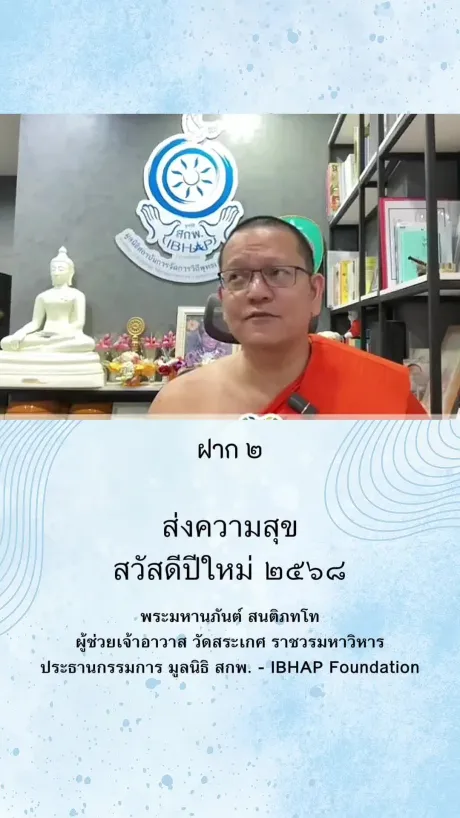 สกพ.
IBHAP
ฝาก ๒
ส่งความสุข
สวัสดีปีใหม่ ๒๕๖๘
พระมหานภันต์ สนติภทโท
ผู้ช่วยเจ้าอาวาส วัดสระเกศ ราชวรมหาวิหาร
ประธานกรรมการ มูลนิธิ สกพ. - IBHAP Foundation